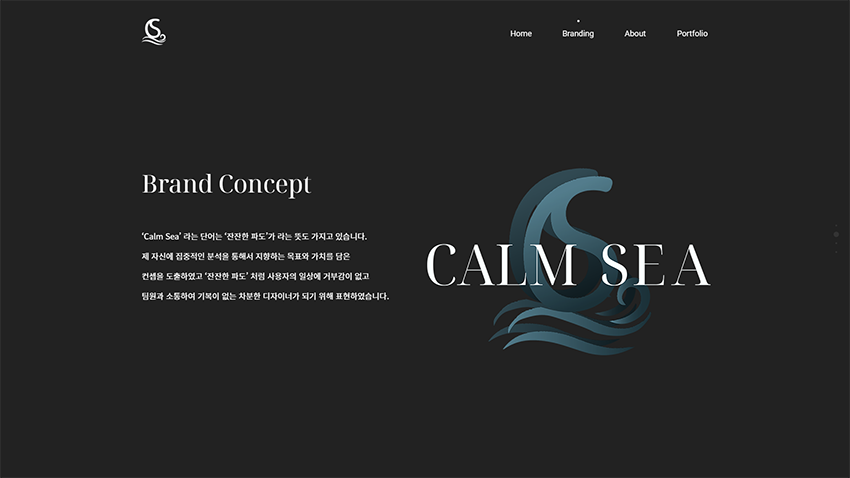 Home
Branding
About
Portfolio
Brand Concept
‘Calm Sea’ 라는 단어는 ‘잔잔한 파도’가 라는 뜻도 가지고 있습니다.
제 자신에 집중적인 분석을 통해서 지향하는 목표와 가치를 담은
컨셉을 도출하였고 ‘잔잔한 파도’ 처럼 사용자의 일상에 거부감이 없고
팀원과 소통하여 기복이 없는 차분한 디자이너가 되기 위해 표현하였습니다.
CALM SEA